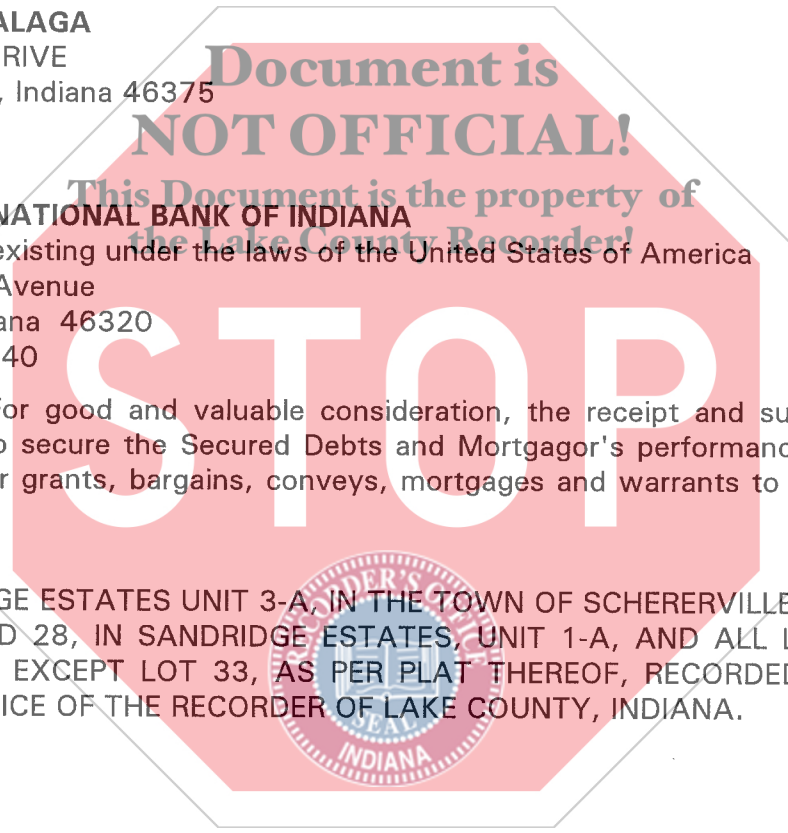 ALAGA
RIVE
, Indiana 46375
Document is
NOT OFFICIAL!
This Document is the property of
the Lake County Recorder!
NATIONAL BANK OF INDIANA
existing under the laws of the United States of America
Avenue
ana 46320
40
STOP
For good and valuable consideration, the receipt and su
o secure the Secured Debts and Mortgagor's performanc
r grants, bargains, conveys, mortgages and warrants to
GE ESTATES UNIT 3-A, IN THE TOWN OF SCHERERVILLE
D 28, IN SANDRIDGE ESTATES, UNIT 1-A, AND ALL L
EXCEPT LOT 33, AS PER PLAT THEREOF, RECORDED
ICE OF THE RECORDER OF LAKE COUNTY, INDIANA.
RECORDER'S OFFICE
SEAL
INDIANA